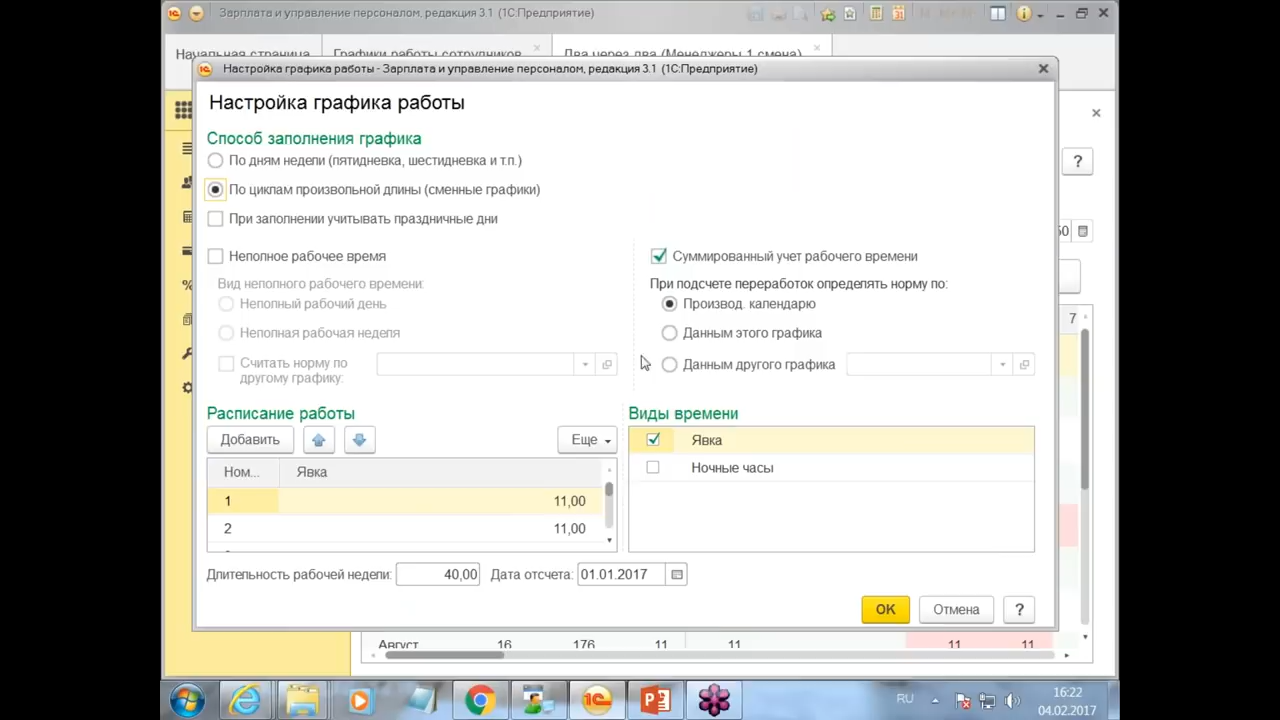 Зарплата и управление персоналом, редакция 3.1 (1С:Предприятие)
Начальная страница
Графики работы сотрудников
Два через два (Менеджеры 1 смена)
Настройка графика работы - Зарплата и управление персоналом, редакция 3.1 (1С:Предприятие)
Настройка графика работы
Способ заполнения графика
По дням недели (пятидневка, шестидневка и т.п.)
По циклам произвольной длины (сменные графики)
При заполнении учитывать праздничные дни
Неполное рабочее время
Суммированный учет рабочего времени
Вид неполного рабочего времени:
При подсчете переработок определять норму по:
Неполный рабочий день
Производ. календарю
Неполная рабочая неделя
Данным этого графика
Считать норму по другому графику:
Данным другого графика
Расписание работы
Виды времени
Добавить
Еще
Явка
Ном... Явка
Ночные часы
1 11,00
2 11,00
Длительность рабочей недели: 40,00 Дата отсчета: 01.01.2017
OK
Отмена
?
?
7
Август 16 176 11 11 11 11
RU
16:22
04.02.2017